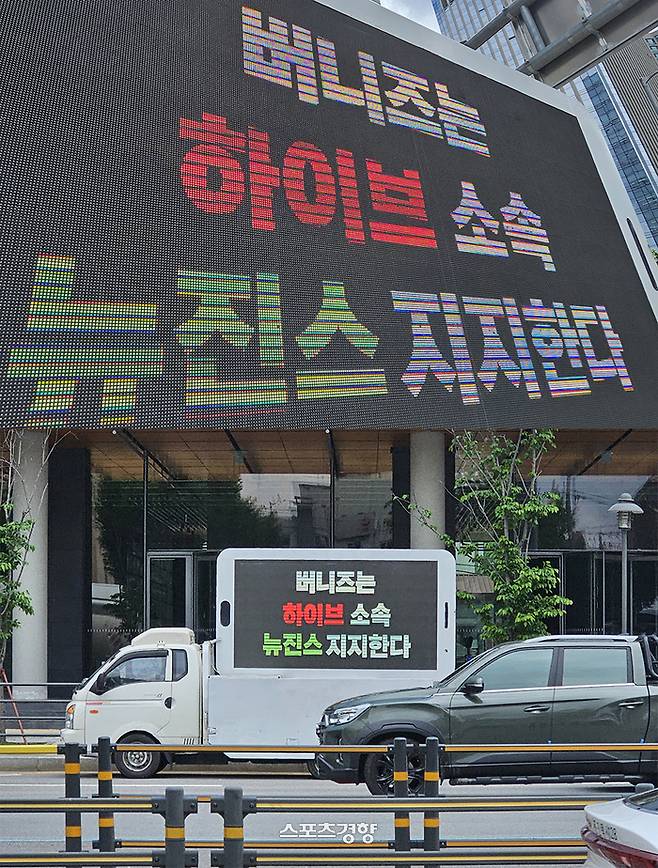 버니즈는
하이브 소속
뉴진스 지지한다
버니즈는
하이브 소속
뉴진스 지지한다
스포츠경향